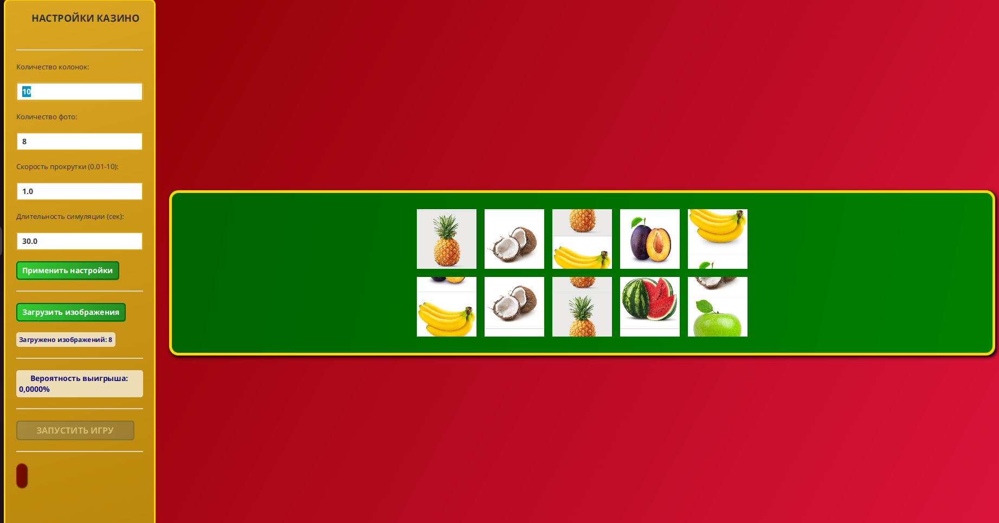 НАСТРОЙКИ КАЗИНО
Количество колонок:
10
Количество фото:
8
Скорость прокрутки (0.01-10):
1.0
Длительность симуляции (сек):
30.0
Применить настройки
Загрузить изображения
Загружено изображений: 8
Вероятность выигрыша:
0,0000%
ЗАПУСТИТЬ ИГРУ